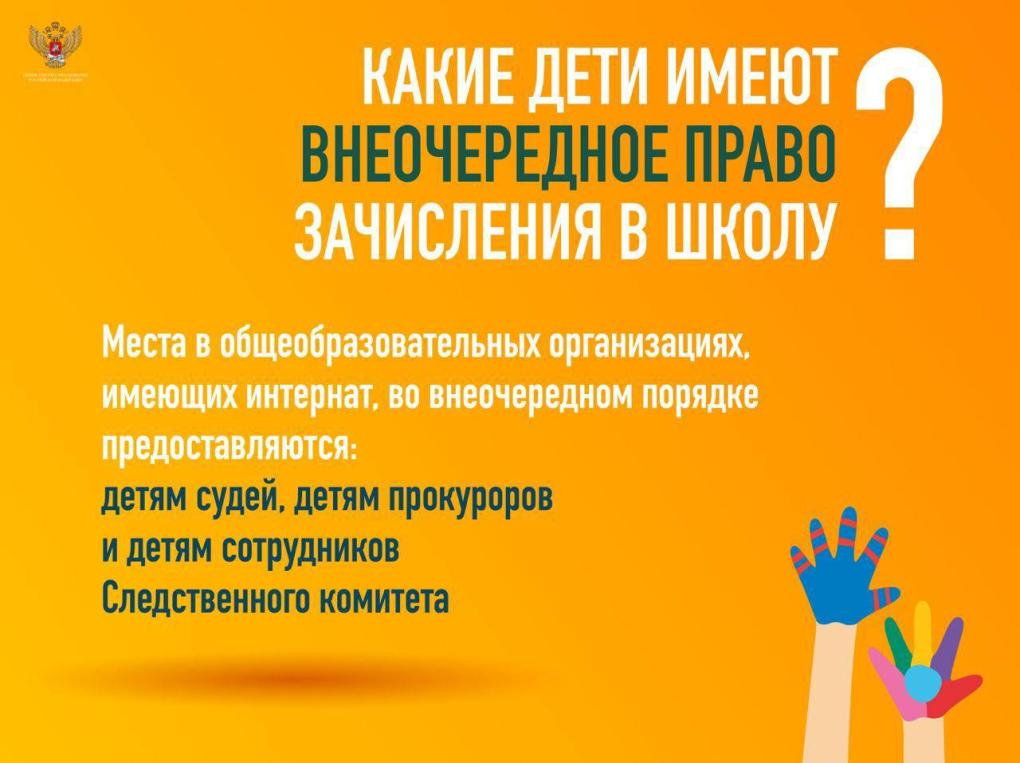 КАКИЕ ДЕТИ ИМЕЮТ
ВНЕОЧЕРЕДНОЕ ПРАВО
ЗАЧИСЛЕНИЯ В ШКОЛУ
?
Места в общеобразовательных организациях,
имеющих интернат, во внеочередном порядке
предоставляются:
детям судей, детям прокуроров
и детям сотрудников
Следственного комитета